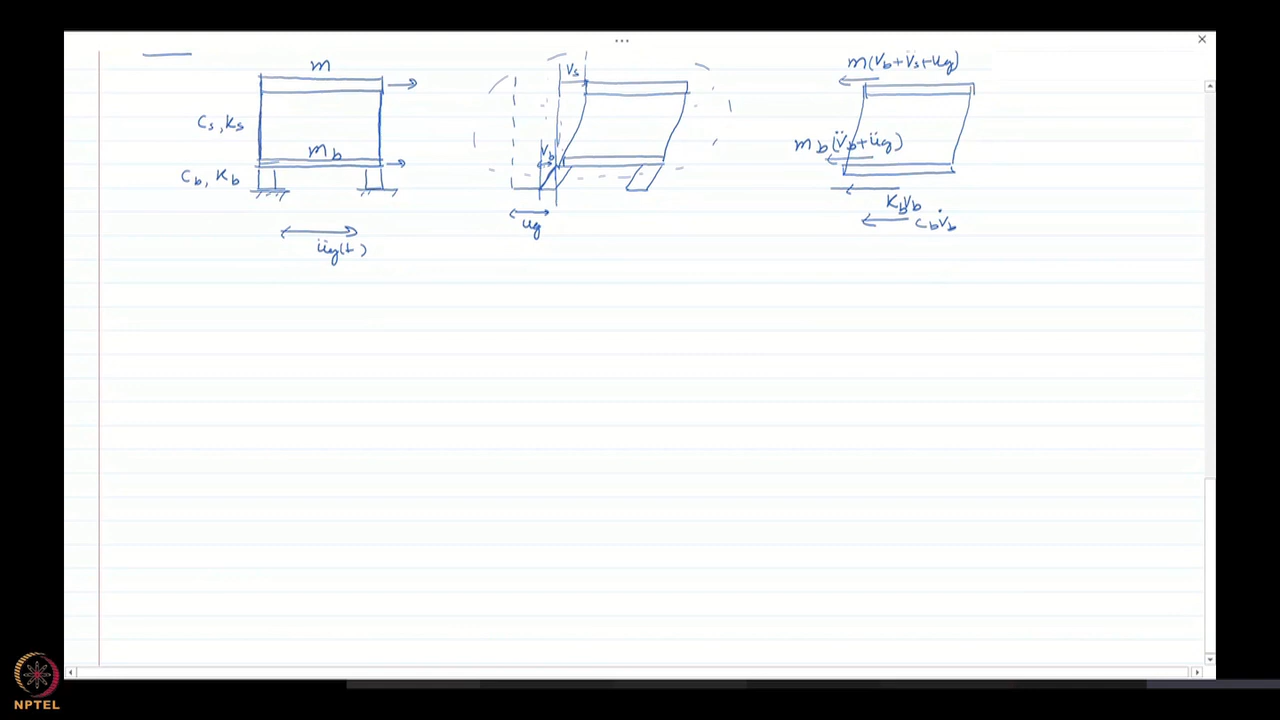 m
Cs, Ks
mb
Cb, Kb
üg(t)
Vs
Vb
ug
m(V̈b+V̈s+üg)
mb(V̈b+üg)
KbVb
CbV̇b
NPTEL